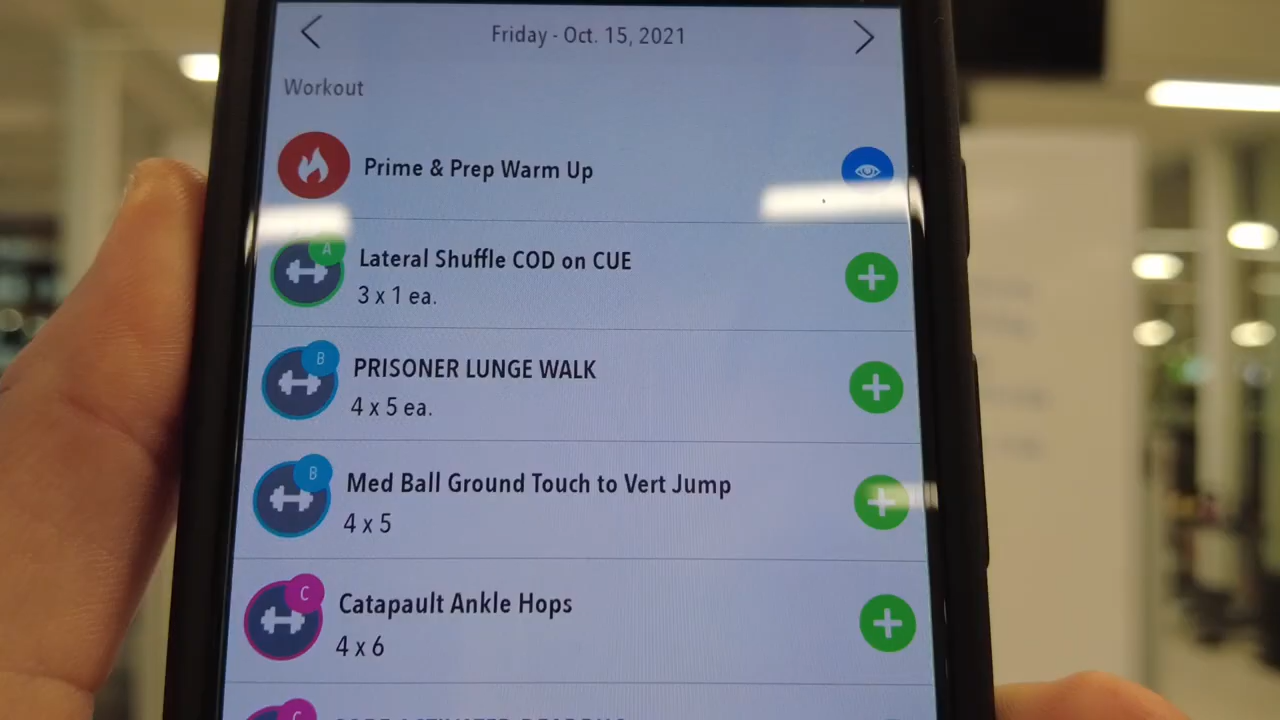 Friday - Oct. 15, 2021
Workout
Prime & Prep Warm Up
A
Lateral Shuffle COD on CUE
3 x 1 ea.
B
PRISONER LUNGE WALK
4 x 5 ea.
B
Med Ball Ground Touch to Vert Jump
4 x 5
C
Catapault Ankle Hops
4 x 6
C